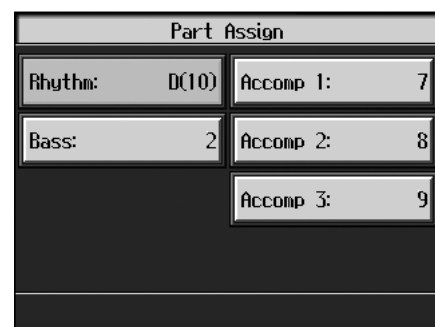 Part Assign
Rhythm: D(10) Accomp 1: 7
Bass: 2 Accomp 2: 8
Accomp 3: 9